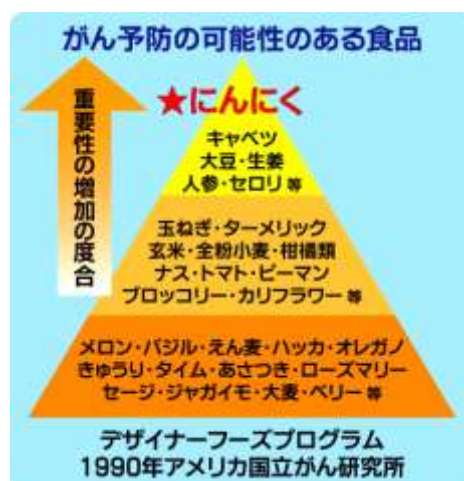 がん予防の可能性のある食品
重要性の増加の度合
★にんにく
キャベツ
大豆・生姜
人参・セロリ 等
玉ねぎ・ターメリック
玄米・全粉小麦・柑橘類
ナス・トマト・ピーマン
ブロッコリー・カリフラワー 等
メロン・バジル・えん麦・ハッカ・オレガノ
きゅうり・タイム・あさつき・ローズマリー
セージ・ジャガイモ・大麦・ベリー 等
デザイナーフーズプログラム
1990年アメリカ国立がん研究所